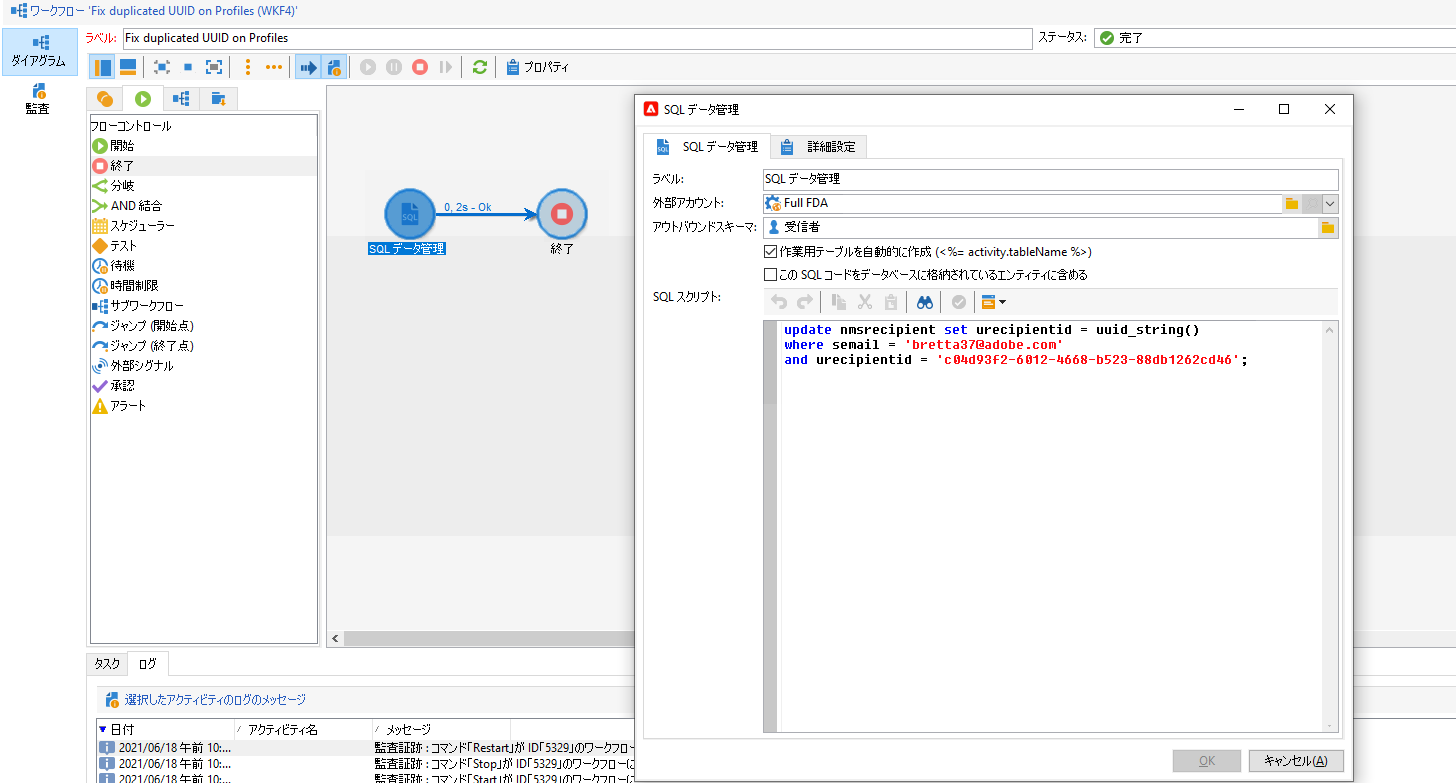 ワークフロー 'Fix duplicated UUID on Profiles (WKF4)'
ダイアグラム
監査
ラベル: Fix duplicated UUID on Profiles
ステータス: 完了
プロパティ
フローコントロール
開始
終了
分岐
AND 結合
スケジューラー
テスト
待機
時間制限
サブワークフロー
ジャンプ (開始点)
ジャンプ (終了点)
外部シグナル
承認
アラート
SQL
0, 2s - Ok
SQL データ管理
終了
タスク
ログ
選択したアクティビティのログのメッセージ
日付
アクティビティ名
メッセージ
2021/06/18 午前 10:... 監査証跡 : コマンド「Restart」が ID「5329」のワークフロー
2021/06/18 午前 10:... 監査証跡 : コマンド「Stop」が ID「5329」のワークフローに
2021/06/18 午前 10:... 監査証跡 : コマンド「Start」が ID「5329」のワークフローに
SQL データ管理
SQL データ管理
詳細設定
ラベル: SQL データ管理
外部アカウント: Full FDA
アウトバウンドスキーマ: 受信者
作業用テーブルを自動的に作成 (<%= activity.tableName %>)
この SQL コードをデータベースに格納されているエンティティに含める
SQL スクリプト:
update nmsrecipient set urecipientid = uuid_string()
where semail = 'bretta37@adobe.com'
and urecipientid = 'c04d93f2-6012-4668-b523-88db1262cd46';
OK
キャンセル(A)